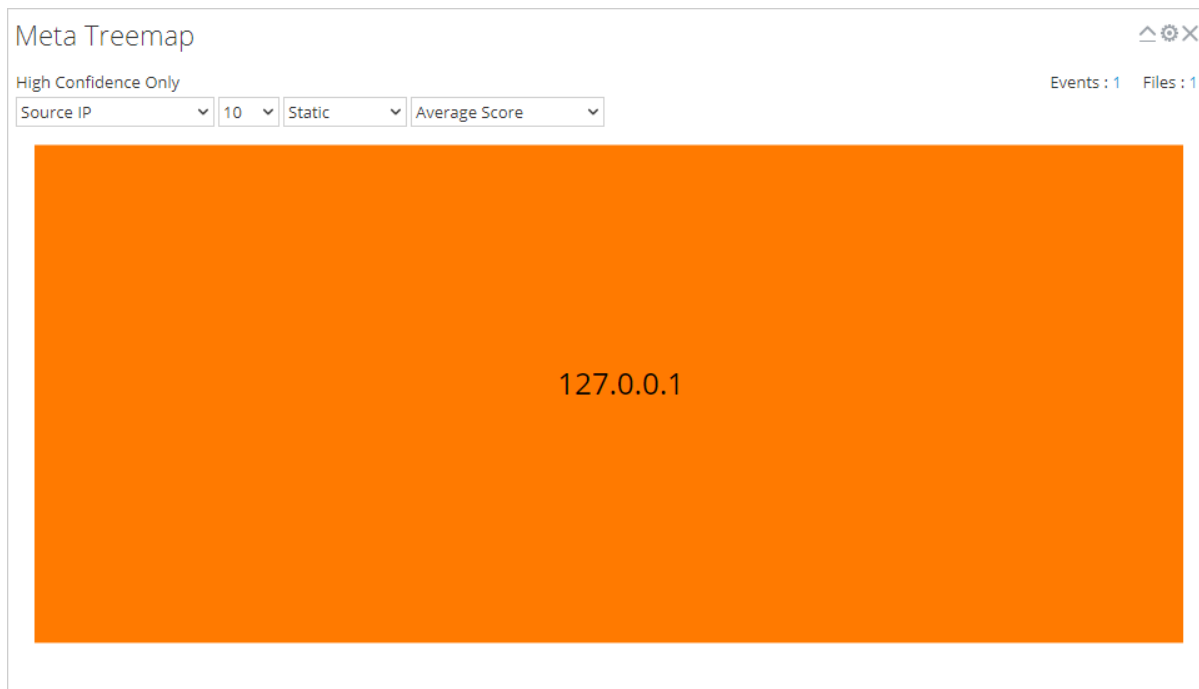 Meta Treemap
High Confidence Only
Events : 1 Files : 1
Source IP 10 Static Average Score
127.0.0.1